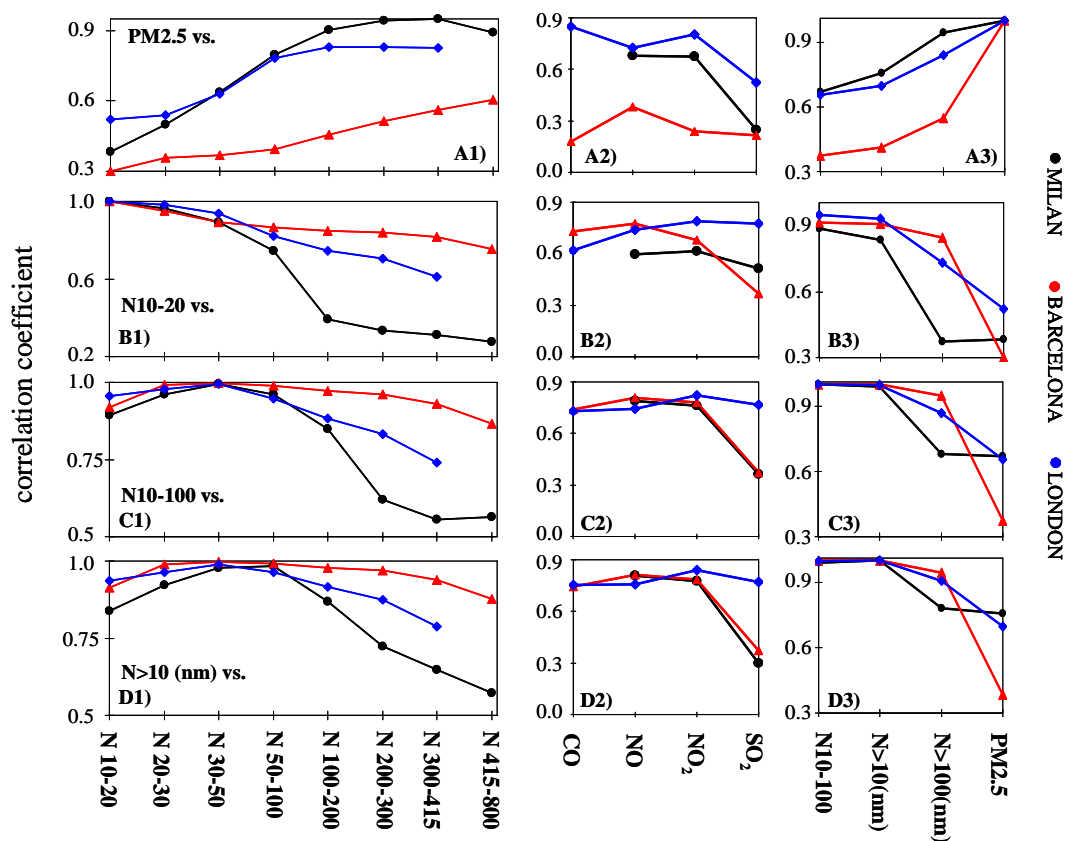 correlation coefficient
0.9
0.6
0.3
PM2.5 vs.
A1)
0.9
0.6
0.3
0.0
A2)
0.9
0.6
0.3
A3)
1.0
0.6
0.2
N10-20 vs.
B1)
0.9
0.6
0.3
0.0
B2)
0.9
0.6
0.3
B3)
1.0
0.75
0.5
N10-100 vs.
C1)
0.9
0.6
0.3
0.0
C2)
0.9
0.6
0.3
C3)
1.0
0.75
0.5
N>10 (nm) vs.
D1)
0.9
0.6
0.3
0.0
D2)
0.9
0.6
0.3
D3)
N 10-20
N 20-30
N 30-50
N 50-100
N 100-200
N 200-300
N 300-415
N 415-800
CO
NO
NO2
SO2
N10-100
N>10(nm)
N>100(nm)
PM2.5
MILAN
BARCELONA
LONDON